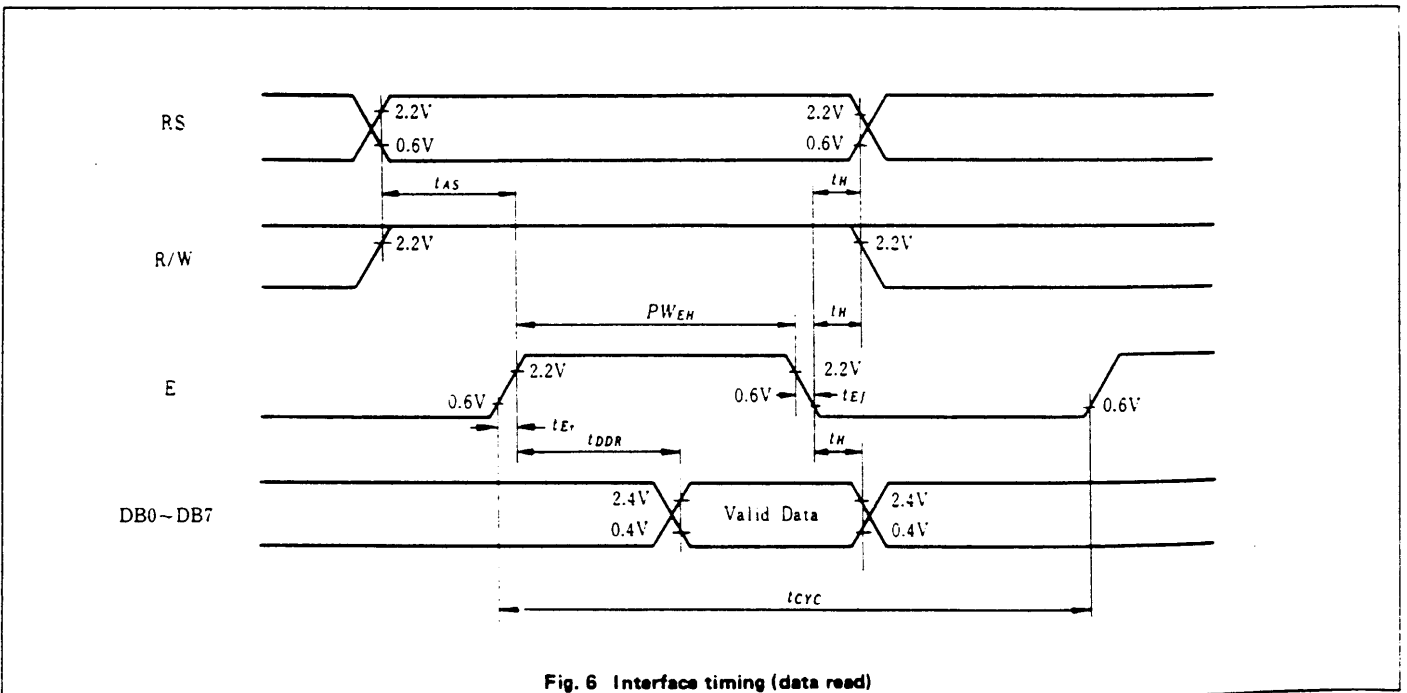 RS
2.2V
0.6V
2.2V
0.6V
tAS
tH
R/W
2.2V
2.2V
PWEH
tH
E
2.2V
0.6V
2.2V
0.6V
tEf
0.6V
tEr
tDDR
tH
DB0~DB7
2.4V
0.4V
Valid Data
2.4V
0.4V
tCYC
Fig. 6 Interface timing (data read)